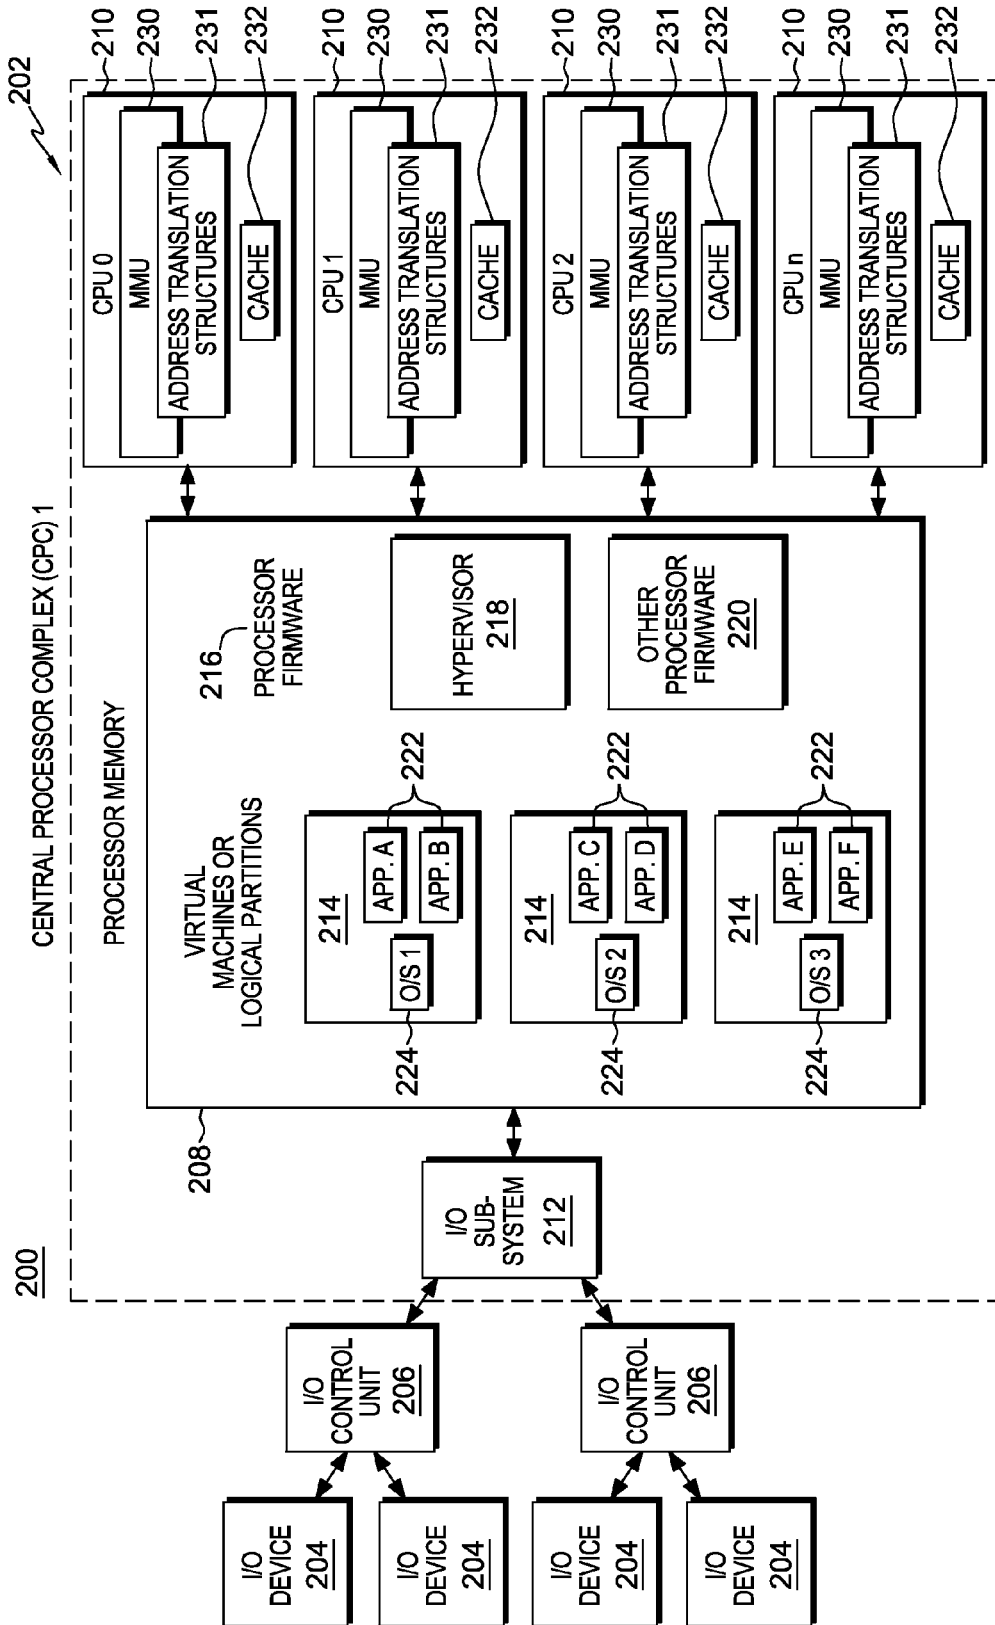 200
202
CENTRAL PROCESSOR COMPLEX (CPC) 1
PROCESSOR MEMORY
208
VIRTUAL
MACHINES OR
LOGICAL PARTITIONS
216
PROCESSOR
FIRMWARE
214
O/S 1
224
APP. A
APP. B
222
214
O/S 2
224
APP. C
APP. D
222
214
O/S 3
224
APP. E
APP. F
222
HYPERVISOR
218
OTHER
PROCESSOR
FIRMWARE
220
CPU 0
MMU
ADDRESS TRANSLATION
STRUCTURES
CACHE
210
230
231
232
CPU 1
MMU
ADDRESS TRANSLATION
STRUCTURES
CACHE
210
230
231
232
CPU 2
MMU
ADDRESS TRANSLATION
STRUCTURES
CACHE
210
230
231
232
CPU n
MMU
ADDRESS TRANSLATION
STRUCTURES
CACHE
210
230
231
232
I/O
SUB-
SYSTEM
212
I/O
CONTROL
UNIT
206
I/O
CONTROL
UNIT
206
I/O
DEVICE
204
I/O
DEVICE
204
I/O
DEVICE
204
I/O
DEVICE
204